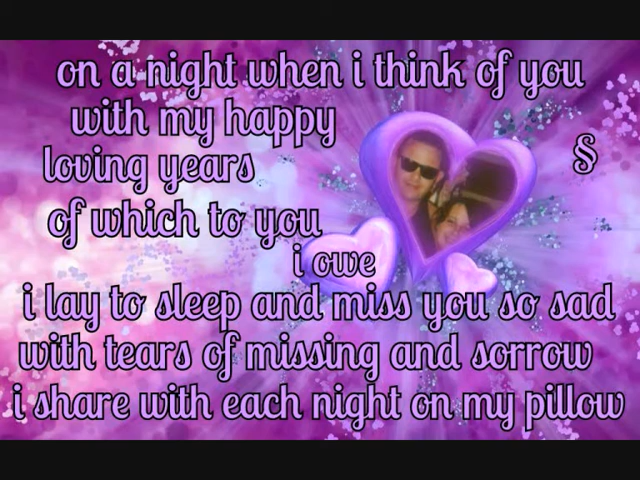 on a night when i think of you
with my happy
loving years
§
of which to you
i owe
i lay to sleep and miss you so sad
with tears of missing and sorrow
i share with each night on my pillow